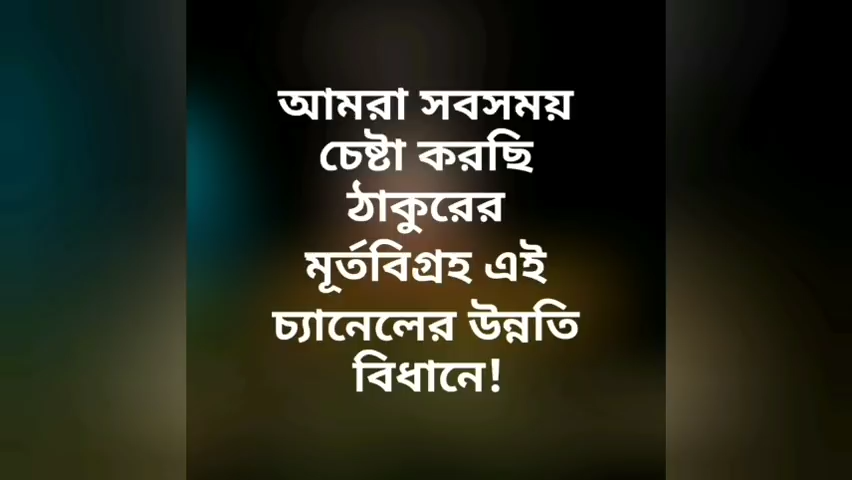 আমরা সবসময়
চেষ্টা করছি
ঠাকুরের
মূর্তবিগ্রহ এই
চ্যানেলের উন্নতি
বিধানে!